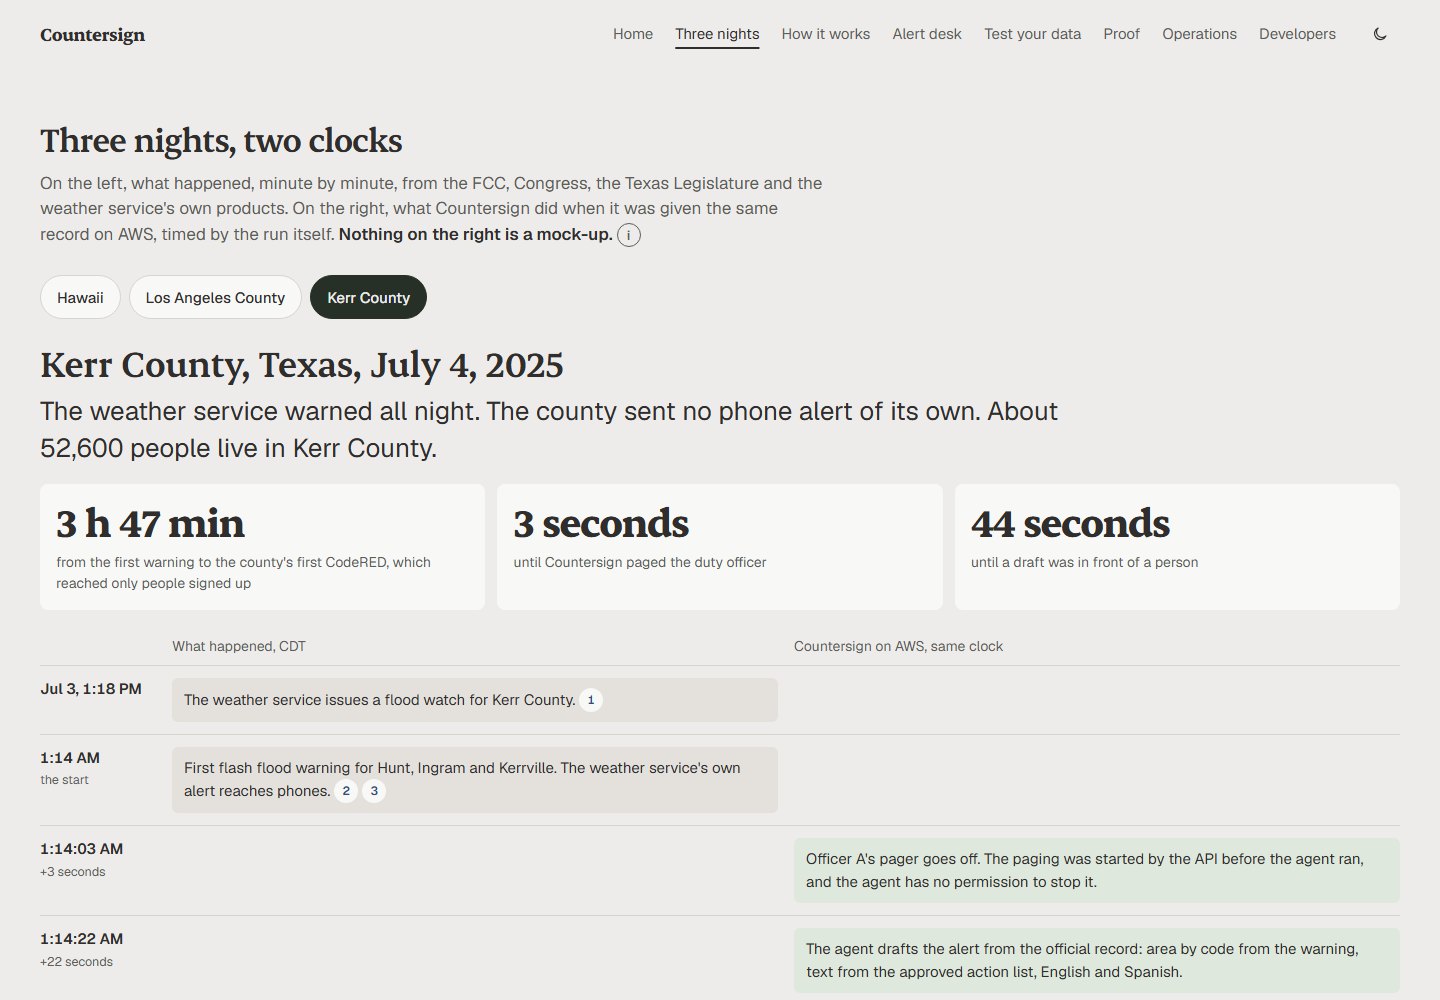 Countersign
Home Three nights How it works Alert desk Test your data Proof Operations Developers
Three nights, two clocks
On the left, what happened, minute by minute, from the FCC, Congress, the Texas Legislature and the
weather service's own products. On the right, what Countersign did when it was given the same
record on AWS, timed by the run itself. Nothing on the right is a mock-up. i
Hawaii Los Angeles County Kerr County
Kerr County, Texas, July 4, 2025
The weather service warned all night. The county sent no phone alert of its own. About
52,600 people live in Kerr County.
3 h 47 min
from the first warning to the county's first CodeRED, which
reached only people signed up
3 seconds
until Countersign paged the duty officer
44 seconds
until a draft was in front of a person
What happened, CDT
Countersign on AWS, same clock
Jul 3, 1:18 PM
The weather service issues a flood watch for Kerr County. 1
1:14 AM
the start
First flash flood warning for Hunt, Ingram and Kerrville. The weather service's own
alert reaches phones. 2 3
1:14:03 AM
+3 seconds
Officer A's pager goes off. The paging was started by the API before the agent ran,
and the agent has no permission to stop it.
1:14:22 AM
+22 seconds
The agent drafts the alert from the official record: area by code from the warning,
text from the approved action list, English and Spanish.